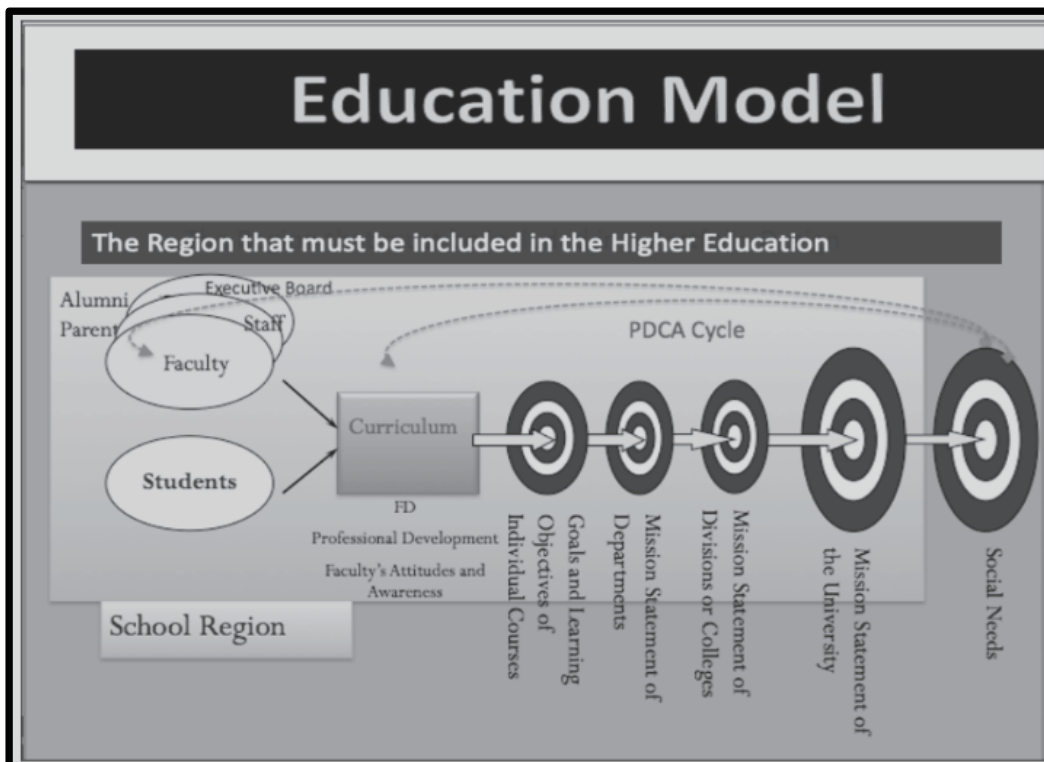 Education Model
The Region that must be included in the Higher Education
Alumni
Executive Board
Parent
Staff
Faculty
PDCA Cycle
Curriculum
Students
FD
Professional Development
Faculty's Attitudes and
Awareness
Goals and Learning
Objectives of
Individual Courses
Mission Statement of
Departments
Mission Statement of
Divisions or Colleges
Mission Statement of
the University
Social Needs
School Region